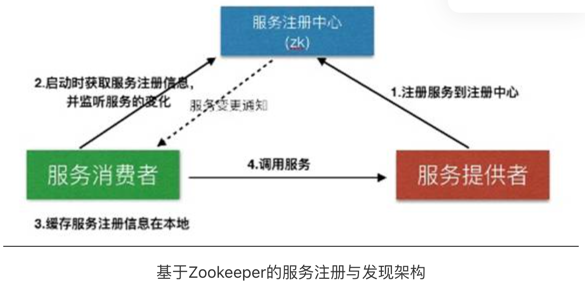 服务注册中心
(zk)
2.启动时获取服务注册信息，
并监听服务的变化
服务变更通知
1.注册服务到注册中心
服务消费者
4.调用服务
服务提供者
3.缓存服务注册信息在本地
基于Zookeeper的服务注册与发现架构